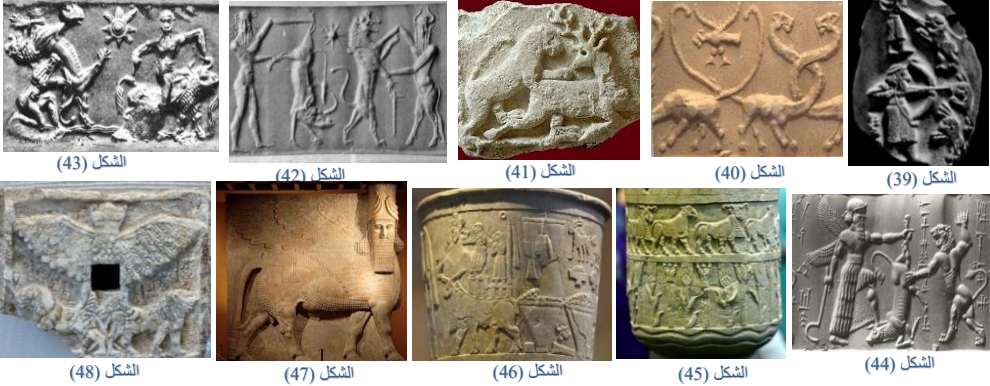 الشكل (39)
الشكل (40)
الشكل (41)
الشكل (42)
الشكل (43)
الشكل (44)
الشكل (45)
الشكل (46)
الشكل (47)
الشكل (48)